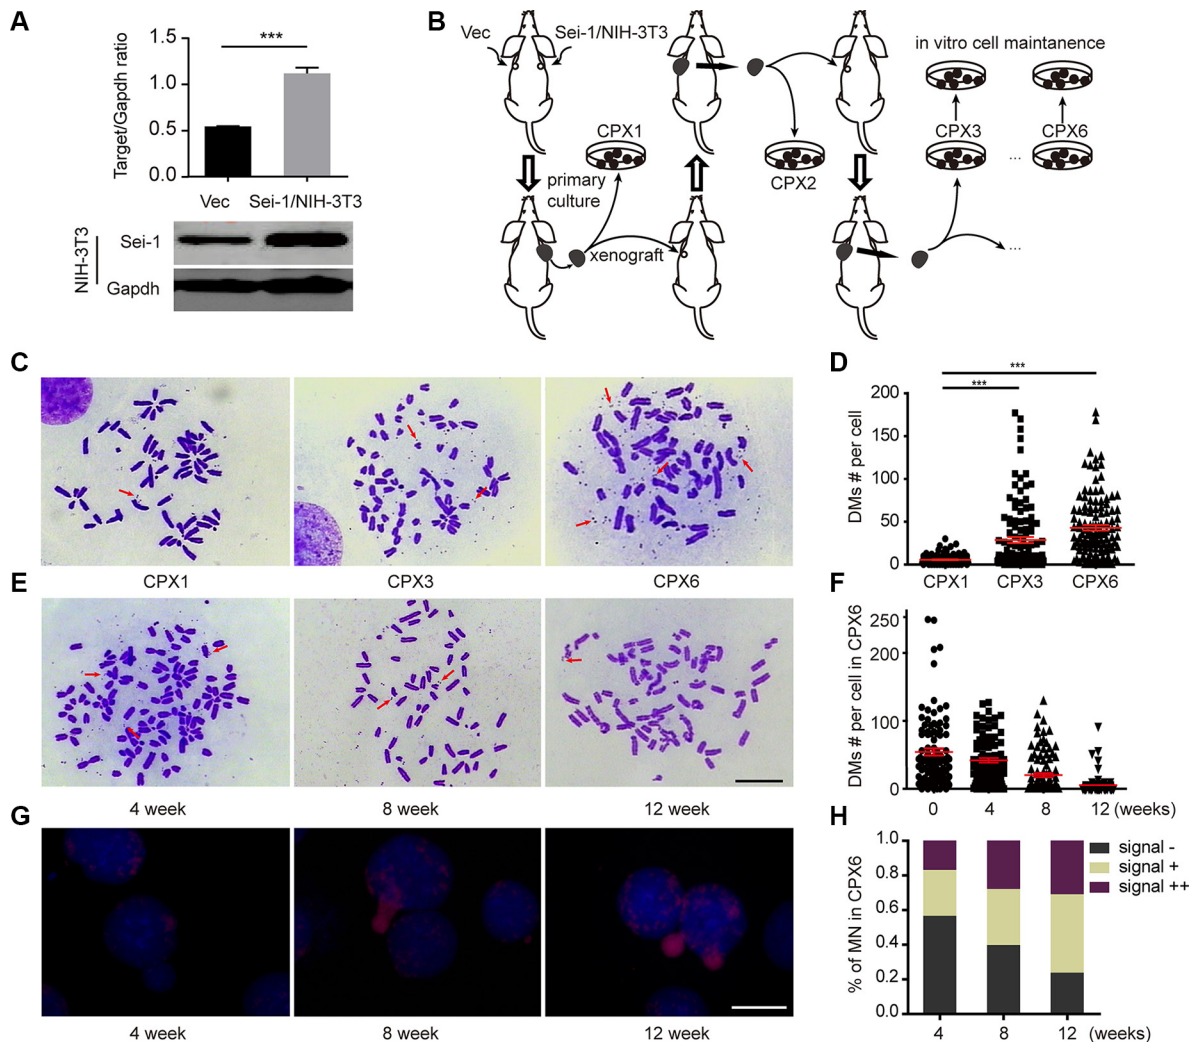 A
Target/Gapdh ratio
1.5
1.0
0.5
0.0
***
Vec
Sei-1/NIH-3T3
NIH-3T3
Sei-1
Gapdh
B
Vec
Sei-1/NIH-3T3
CPX1
primary
culture
xenograft
CPX2
in vitro cell maintanence
CPX3
CPX6
...
...
C
CPX1
CPX3
CPX6
D
DMs # per cell
200
150
100
50
0
***
***
CPX1
CPX3
CPX6
E
4 week
8 week
12 week
F
DMs # per cell in CPX6
250
200
100
0
0
4
8
12 (weeks)
G
4 week
8 week
12 week
H
% of MN in CPX6
1.0
0.8
0.6
0.4
0.2
0.0
4
8
12
(weeks)
signal -
signal +
signal ++